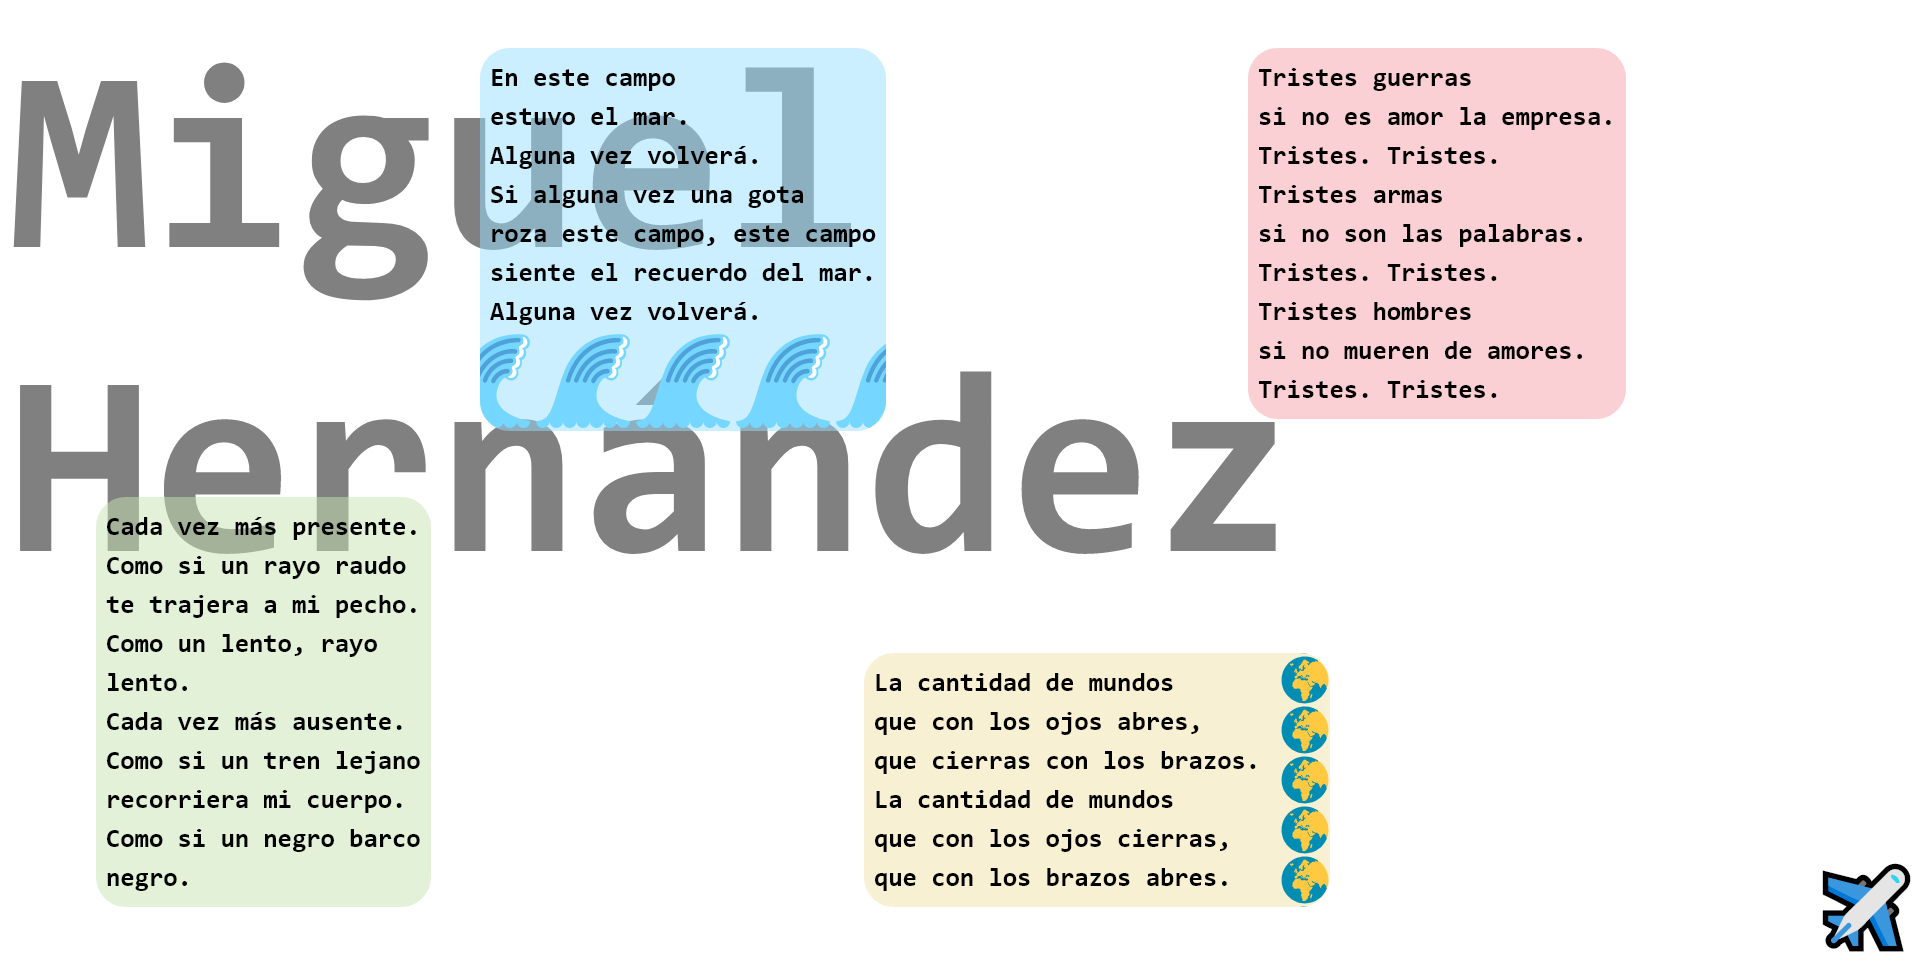 Miguel
Hernández
En este campo
estuvo el mar.
Alguna vez volverá.
Si alguna vez una gota
roza este campo, este campo
siente el recuerdo del mar.
Alguna vez volverá.
Tristes guerras
si no es amor la empresa.
Tristes. Tristes.
Tristes armas
si no son las palabras.
Tristes. Tristes.
Tristes hombres
si no mueren de amores.
Tristes. Tristes.
Cada vez más presente.
Como si un rayo raudo
te trajera a mi pecho.
Como un lento, rayo
lento.
Cada vez más ausente.
Como si un tren lejano
recorriera mi cuerpo.
Como si un negro barco
negro.
La cantidad de mundos
que con los ojos abres,
que cierras con los brazos.
La cantidad de mundos
que con los ojos cierras,
que con los brazos abres.